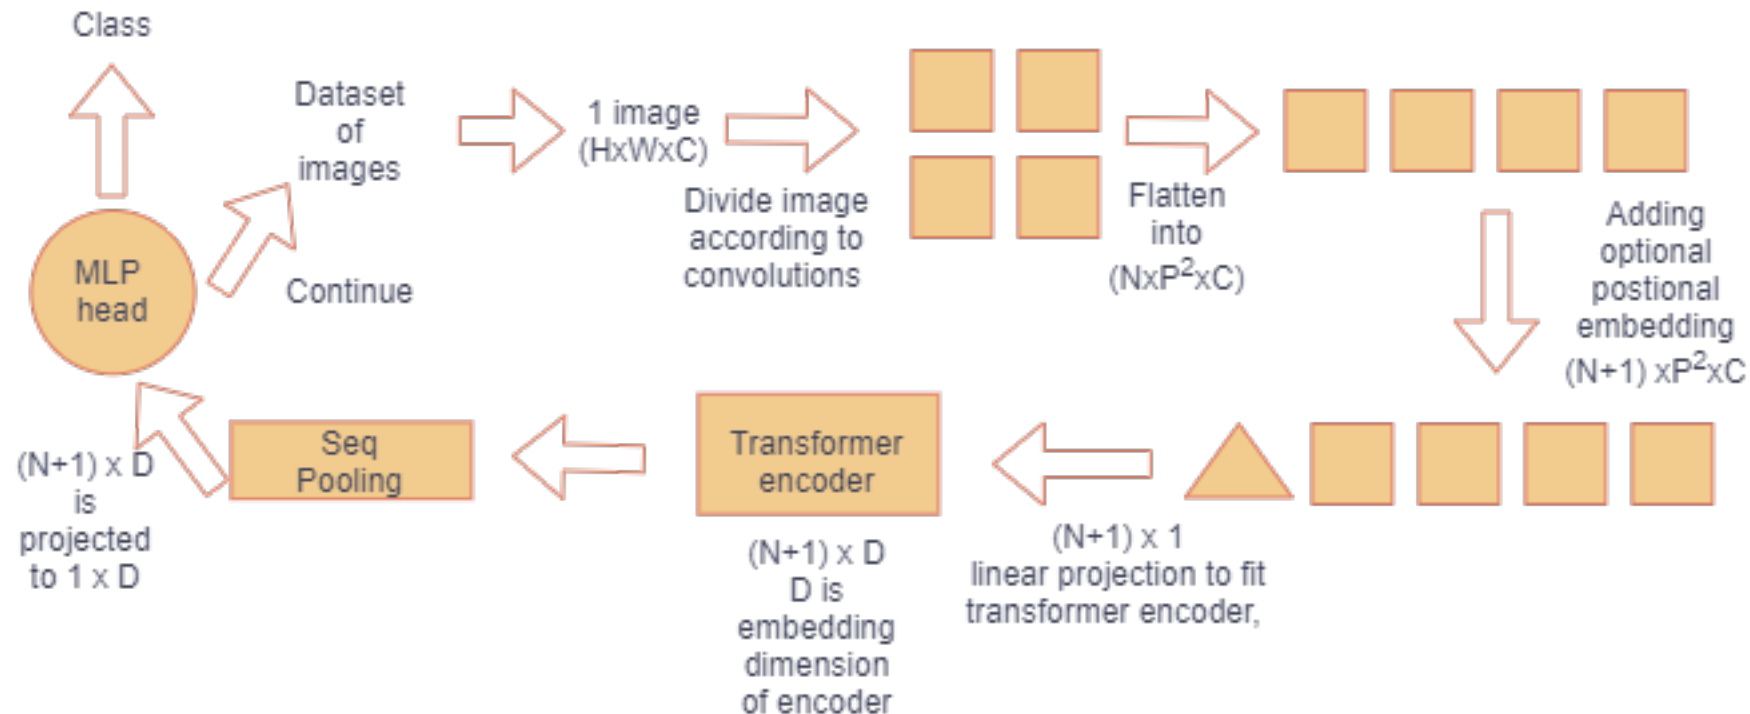 Class
Dataset
of
images
1 image
(HxWxC)
Divide image
according to
convolutions
Flatten
into
(NxP²xC)
Adding
optional
postional
embedding
(N+1) xP²xC
MLP
head
Continue
Seq
Pooling
Transformer
encoder
(N+1) x D
is
projected
to 1 x D
(N+1) x D
D is
embedding
dimension
of encoder
(N+1) x 1
linear projection to fit
transformer encoder,